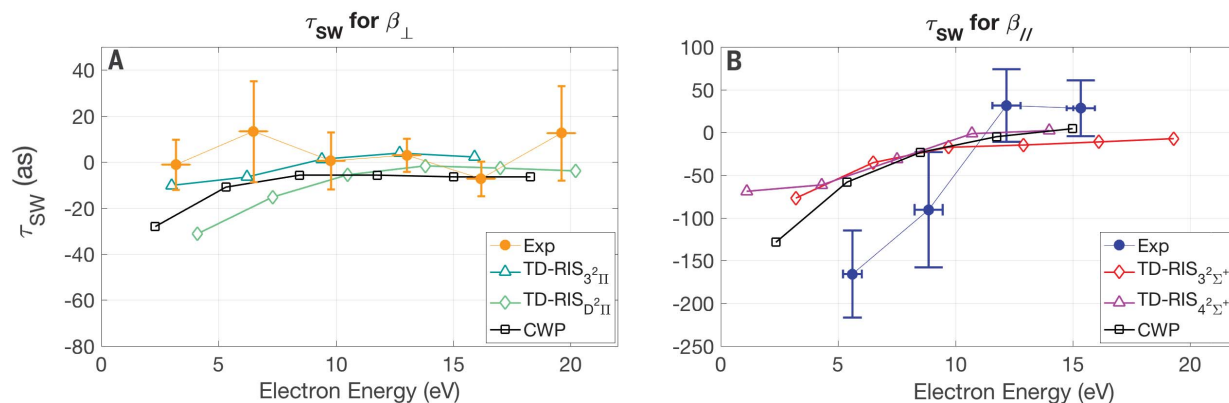 τSW for β⊥
A
40
20
0
-20
-40
-60
-80
τSW (as)
0
5
10
15
20
Electron Energy (eV)
Exp
TD-RIS3²Π
TD-RISD²Π
CWP
τSW for β//
B
100
50
0
-50
-100
-150
-200
-250
0
5
10
15
20
Electron Energy (eV)
Exp
TD-RIS3²Σ⁺
TD-RIS4²Σ⁺
CWP